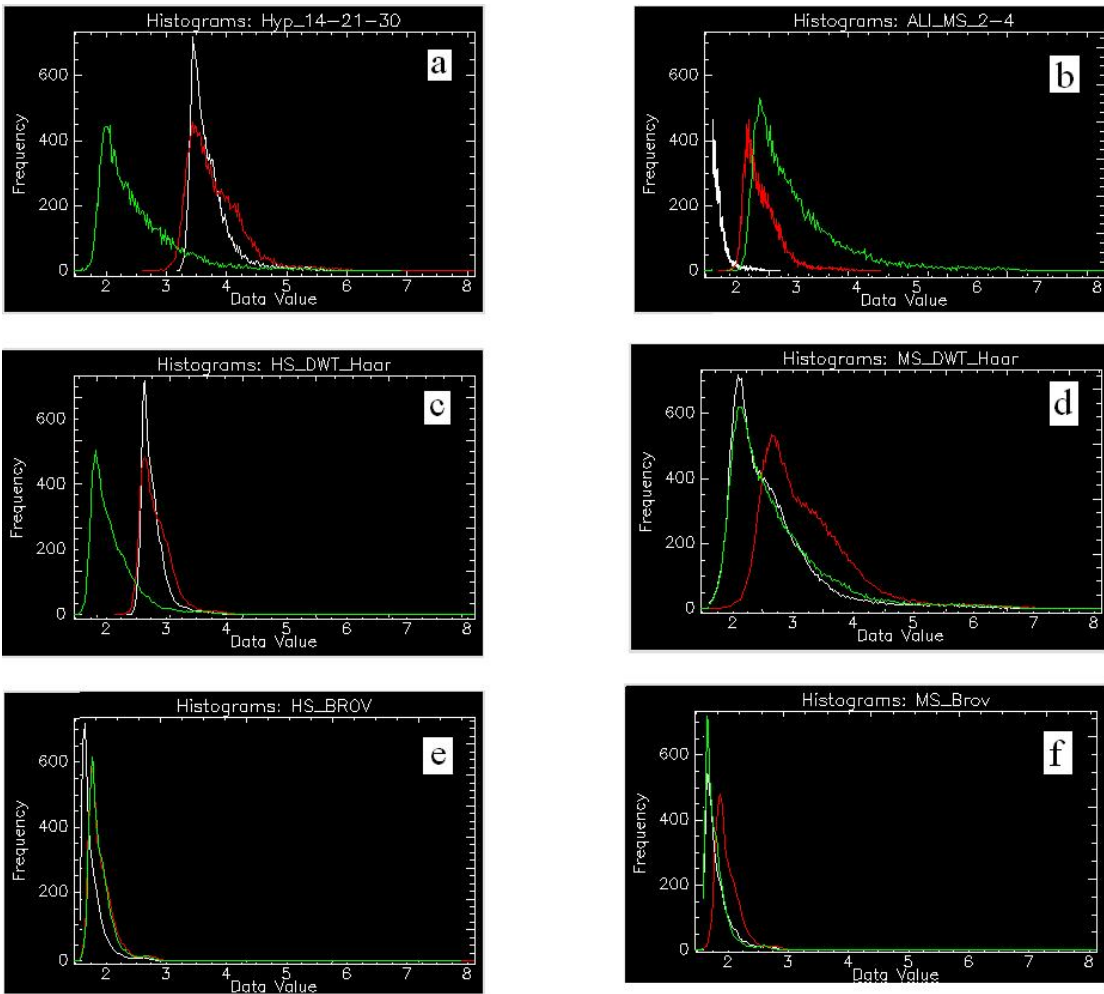 Histograms: Hyp_14-21-30
a
Frequency
600
400
200
0
2 3 4 5 6 7 8
Data Value
Histograms: ALI_MS_2-4
b
Frequency
600
400
200
0
2 3 4 5 6 7 8
Data Value
Histograms: HS_DWT_Haar
c
Frequency
600
400
200
0
2 3 4 5 6 7 8
Data Value
Histograms: MS_DWT_Haar
d
Frequency
600
400
200
0
2 3 4 5 6 7 8
Data Value
Histograms: HS_BROV
e
Frequency
600
400
200
0
2 3 4 5 6 7 8
Data Value
Histograms: MS_Brov
f
Frequency
600
400
200
0
2 3 4 5 6 7 8
Data Value